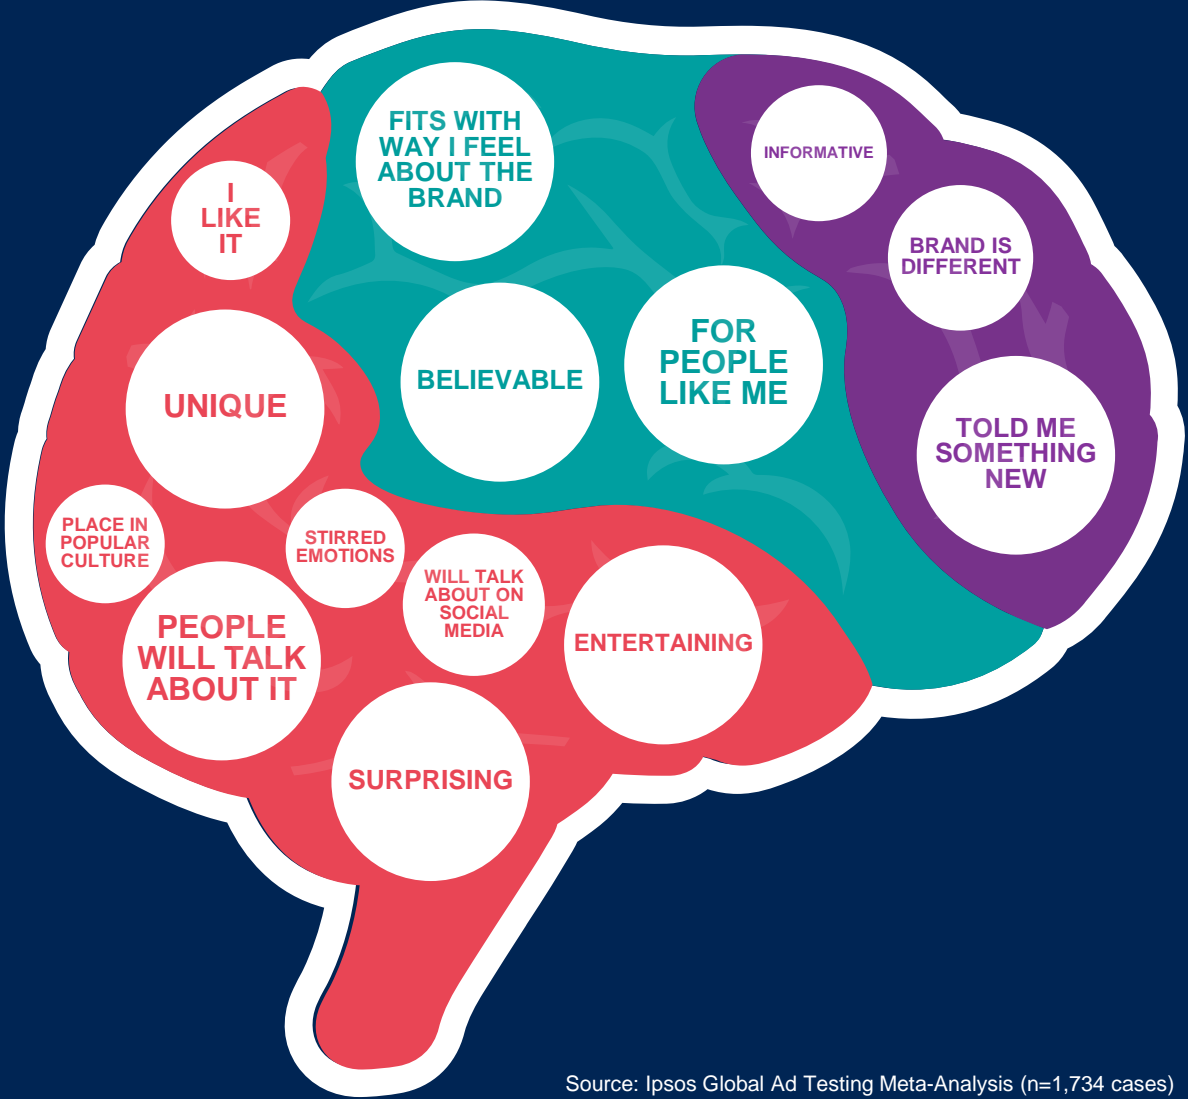 FITS WITH
WAY I FEEL
ABOUT THE
BRAND
INFORMATIVE
I
LIKE
IT
BRAND IS
DIFFERENT
FOR
PEOPLE
LIKE ME
BELIEVABLE
UNIQUE
TOLD ME
SOMETHING
NEW
PLACE IN
POPULAR
CULTURE
STIRRED
EMOTIONS
WILL TALK
ABOUT ON
SOCIAL
MEDIA
PEOPLE
WILL TALK
ABOUT IT
ENTERTAINING
SURPRISING
Source: Ipsos Global Ad Testing Meta-Analysis (n=1,734 cases)